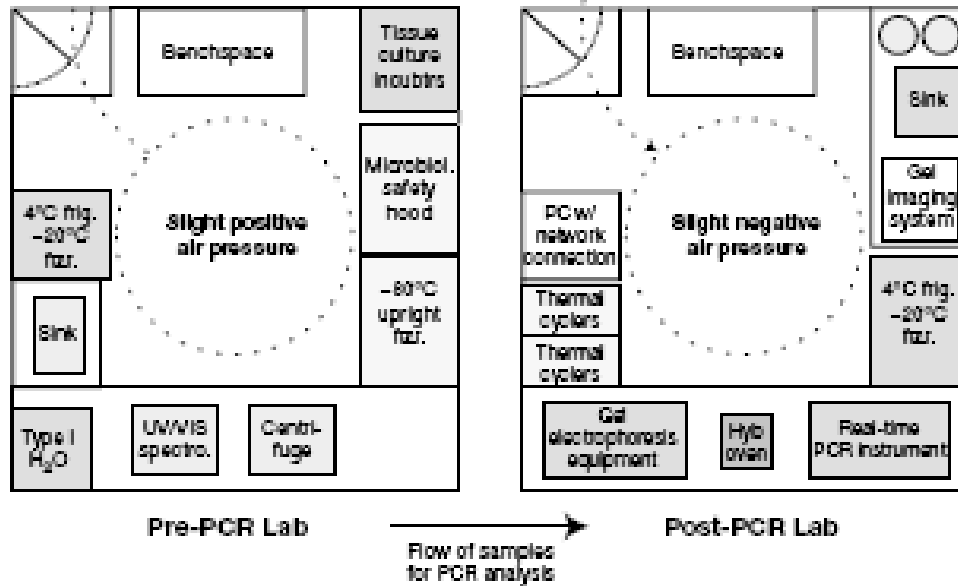 Benchspace
Tissue
culture
incubtrs
Microbiol.
safety
hood
4°C frig.
–20°C
frzr.
Slight positive
air pressure
–80°C
upright
frzr.
Sink
Type I
H2O
UV/VIS
spectro.
Centri-
fuge
Pre-PCR Lab
Benchspace
Sink
Gel
imaging
system
PC w/
network
connection
Slight negative
air pressure
Thermal
cyclers
Thermal
cyclers
4°C frig.
–20°C
frzr.
Gel
electrophoresis
equipment
Hyb
oven
Real-time
PCR instrument
Post-PCR Lab
Flow of samples
for PCR analysis